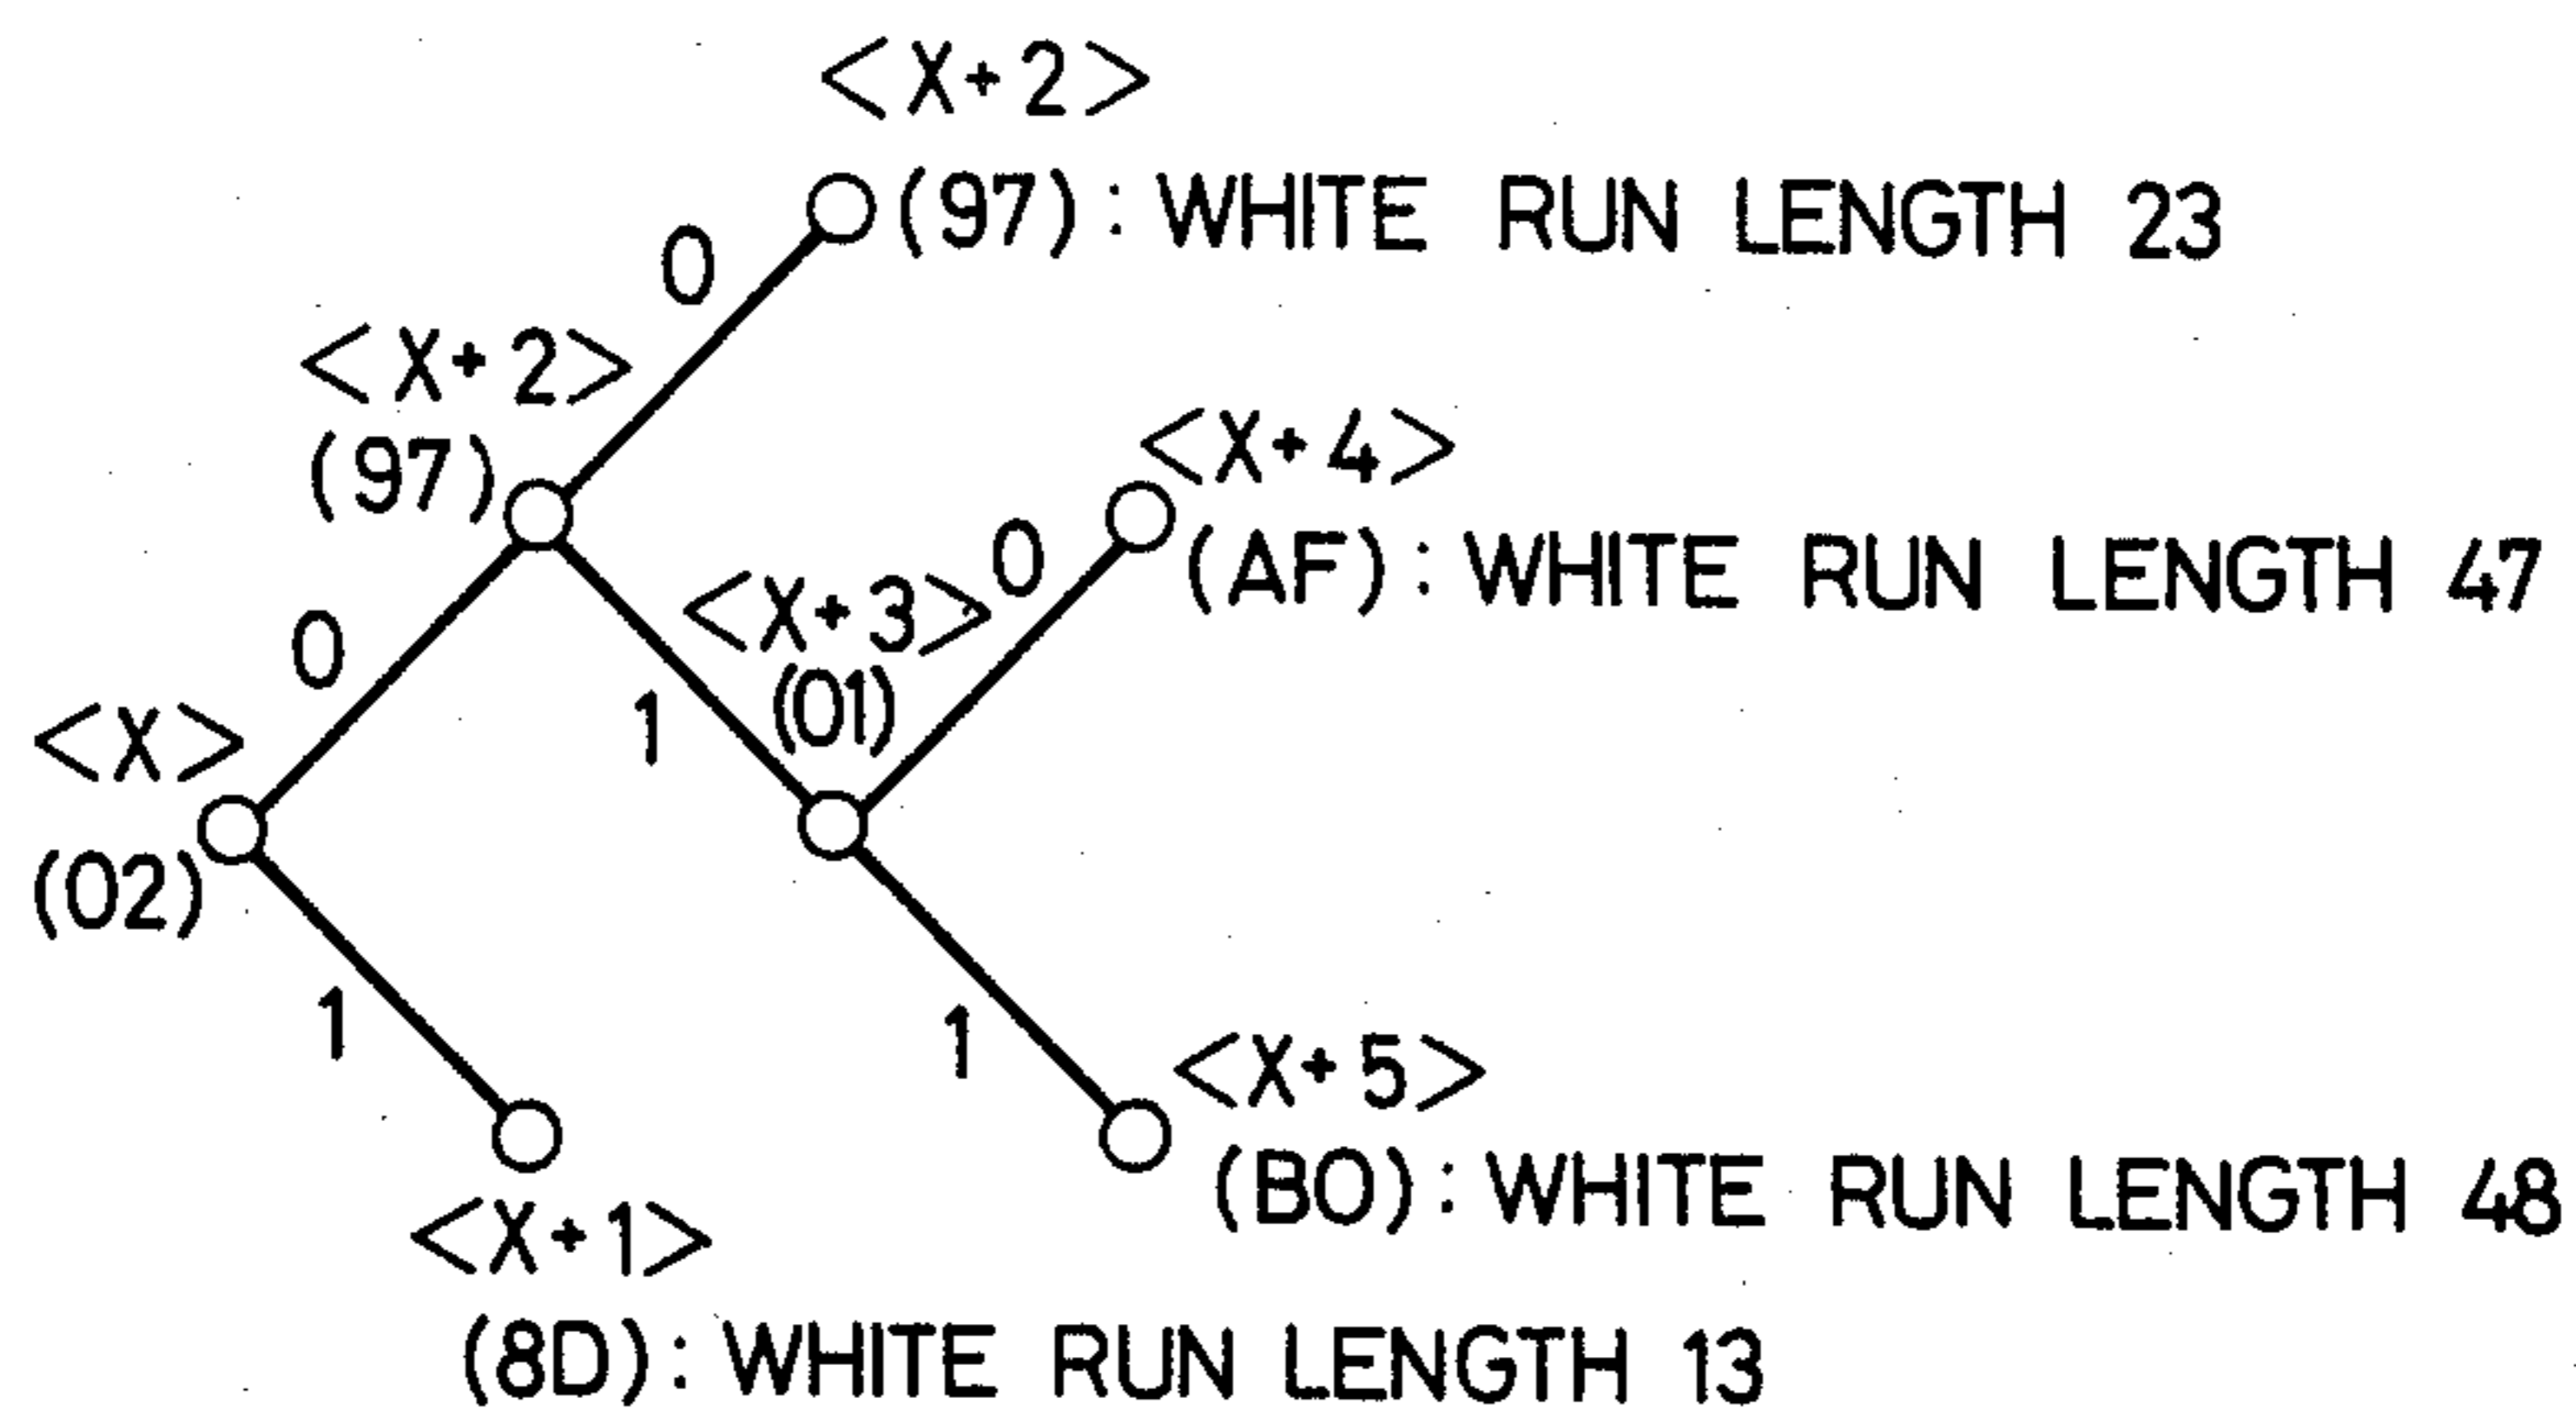 <X+2>
(97): WHITE RUN LENGTH 23
0
<X+2>
(97)
<X+4>
0
(AF): WHITE RUN LENGTH 47
<X+3>
(01)
0
1
<X>
(02)
1
1
<X+5>
(B0): WHITE RUN LENGTH 48
<X+1>
(8D): WHITE RUN LENGTH 13